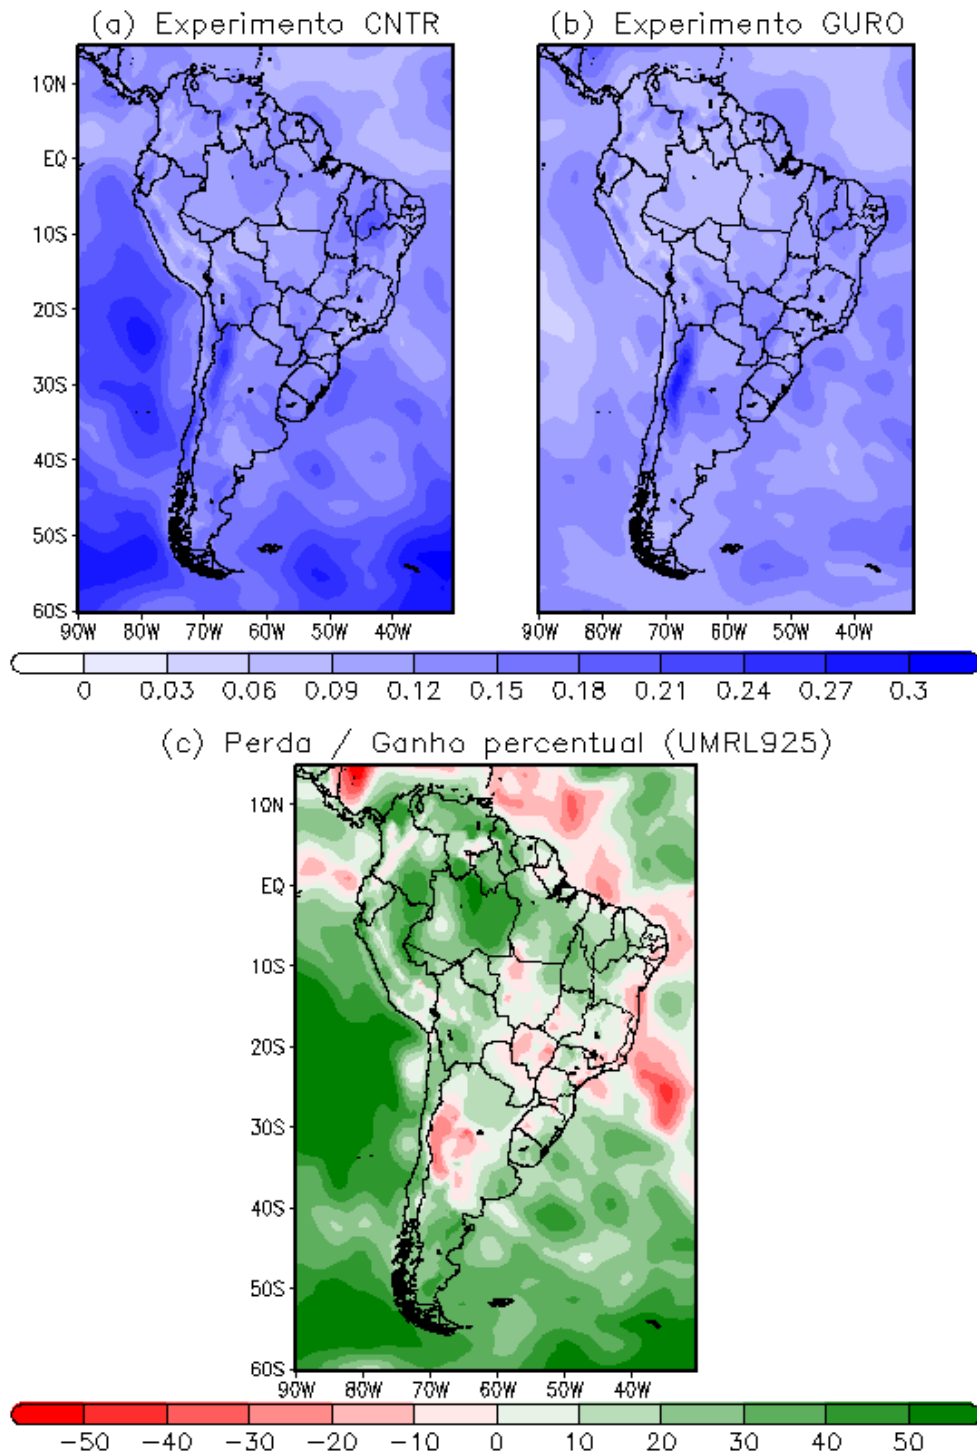 (a) Experimento CNTR
(b) Experimento GURO
10N
EQ
10S
20S
30S
40S
50S
60S
90W 80W 70W 60W 50W 40W
90W 80W 70W 60W 50W 40W
0 0.03 0.06 0.09 0.12 0.15 0.18 0.21 0.24 0.27 0.3
(c) Perda / Ganho percentual (UMRL925)
10N
EQ
10S
20S
30S
40S
50S
60S
90W 80W 70W 60W 50W 40W
-50 -40 -30 -20 -10 0 10 20 30 40 50